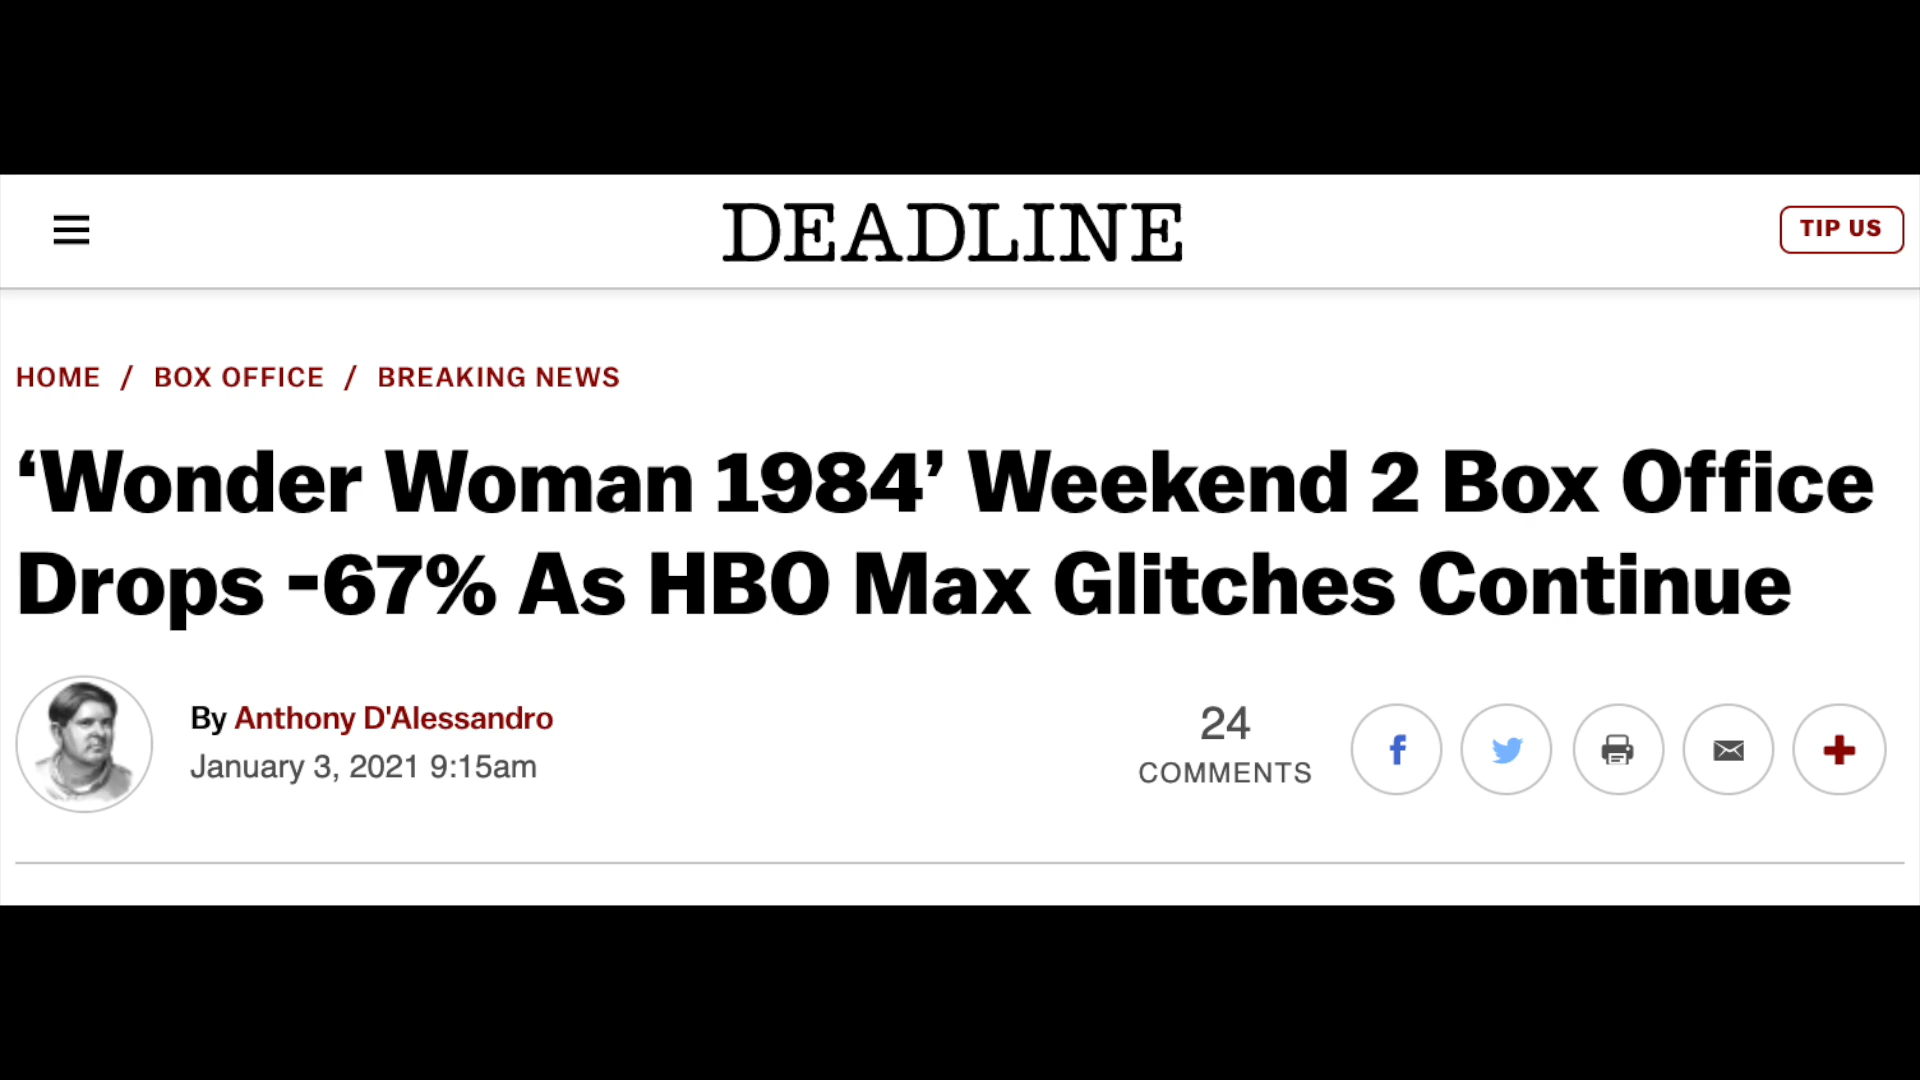 DEADLINE
TIP US
HOME / BOX OFFICE / BREAKING NEWS
‘Wonder Woman 1984’ Weekend 2 Box Office
Drops -67% As HBO Max Glitches Continue
By Anthony D'Alessandro
January 3, 2021 9:15am
24
COMMENTS